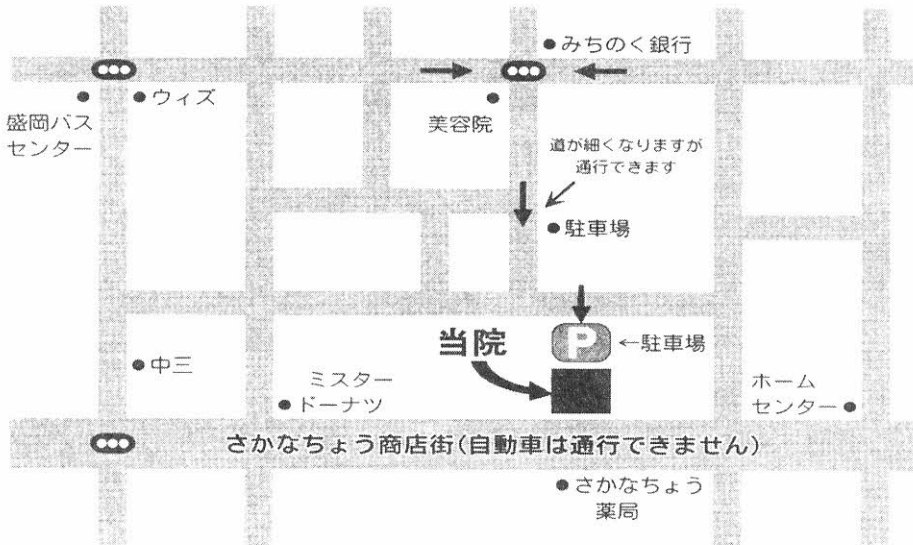 みちのく銀行
盛岡バス
センター
ウィズ
美容院
道が細くなりますが
通行できます
駐車場
P
←駐車場
当院
中三
ミスター
ドーナツ
ホーム
センター
さかなちょう商店街(自動車は通行できません)
さかなちょう
薬局